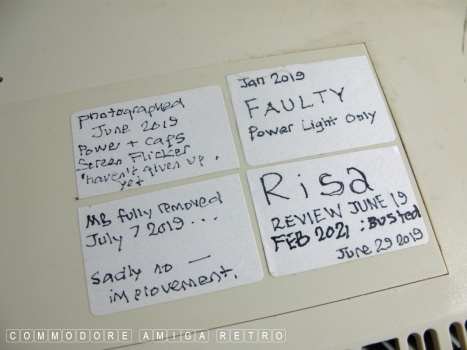 photographed
June 2019
Power + caps
Screen Flicker
"haven't given up.
yet
Jan 2019
FAULTY
Power Light Only
MB fully removed
July 7 2019 ...
sadly no —
improvement.
Risa
REVIEW JUNE 19
FEB 2021 : Busted
June 29 2019
COMMODORE AMIGA RETRO